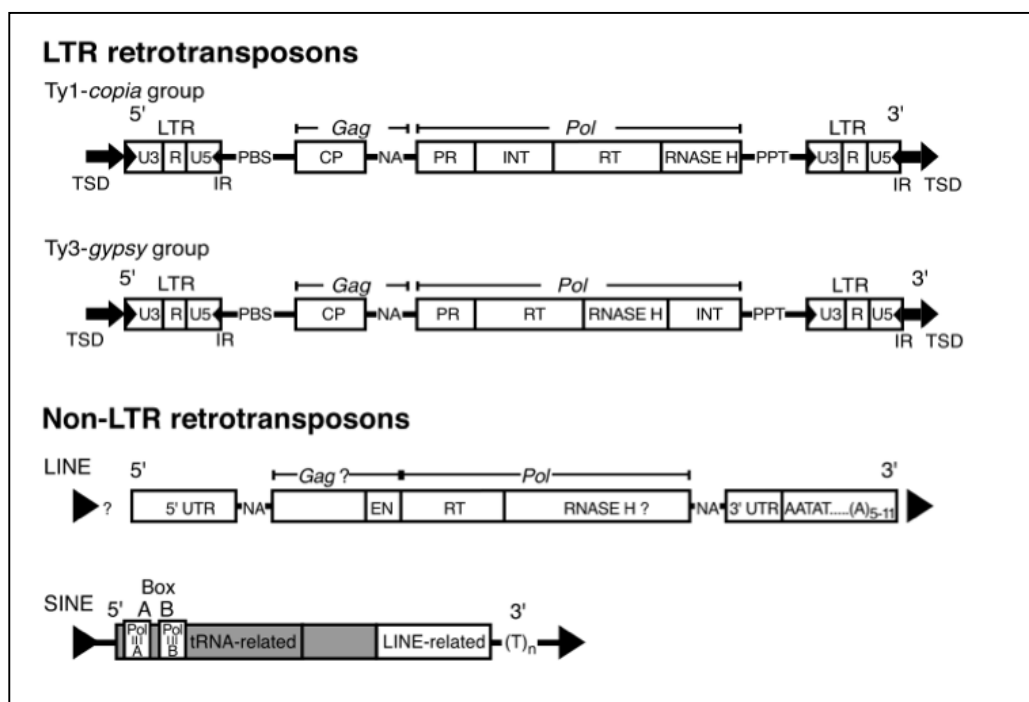 LTR retrotransposons
Ty1-copia group
5' 3'
LTR Gag Pol LTR
U3 R U5 PBS CP NA PR INT RT RNASE H PPT U3 R U5
TSD IR IR TSD
Ty3-gypsy group
5' 3'
LTR Gag Pol LTR
U3 R U5 PBS CP NA PR RT RNASE H INT PPT U3 R U5
TSD IR IR TSD
Non-LTR retrotransposons
LINE 5' Gag ? Pol 3'
? 5' UTR NA EN RT RNASE H ? NA 3' UTR AATAT.....(A)5-11
Box
SINE 5' A B 3'
Pol III A Pol III B tRNA-related LINE-related (T)n